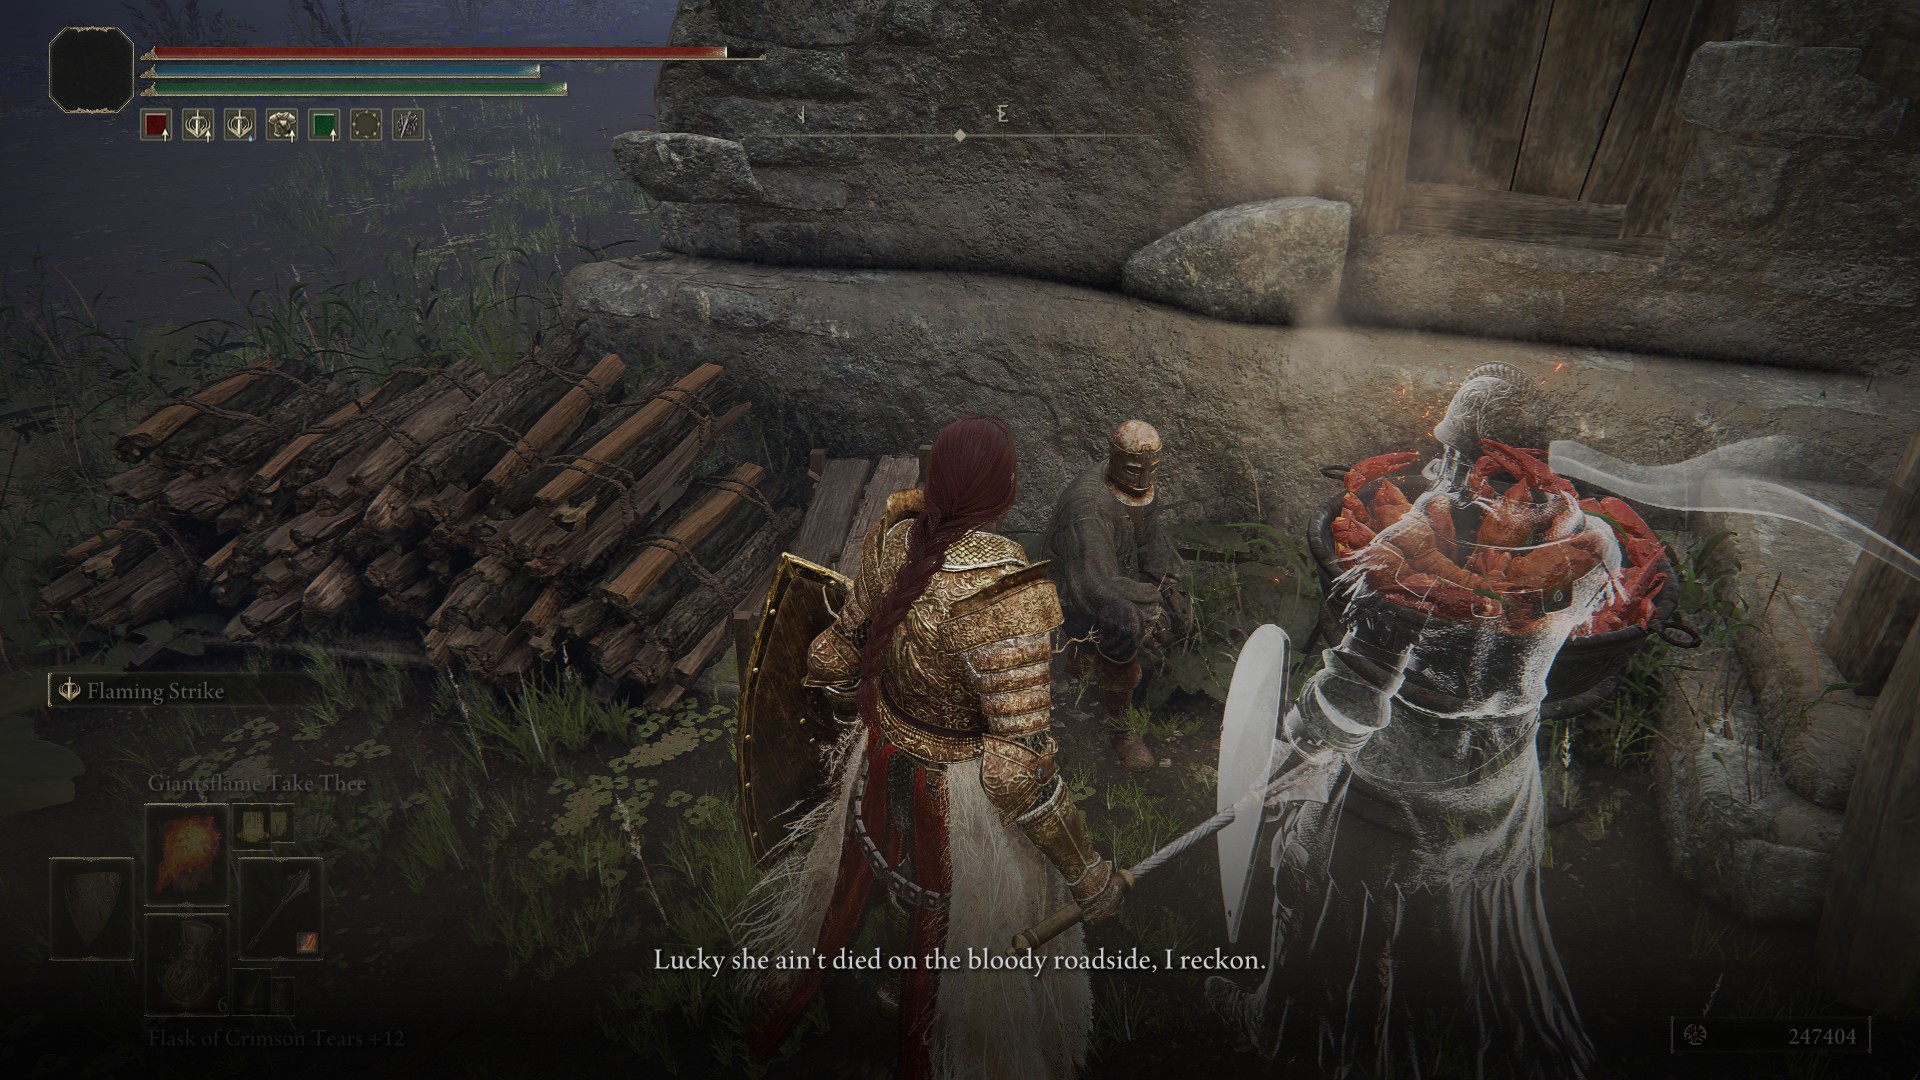 E
Flaming Strike
Giantsflame Take Thee
6
Flask of Crimson Tears +12
Lucky she ain't died on the bloody roadside, I reckon.
247404